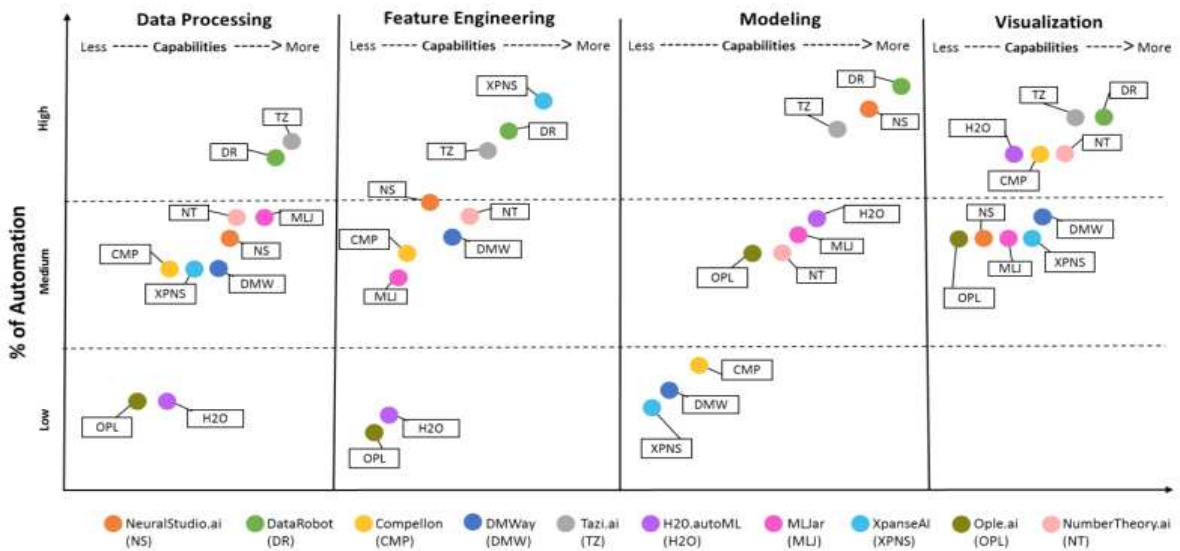 Data Processing
Feature Engineering
Modeling
Visualization
Less Capabilities More
Less Capabilities More
Less Capabilities More
Less Capabilities More
% of Automation
High
TZ
DR
XPNS
DR
TZ
DR
TZ
NS
TZ
DR
H2O
NT
CMP
Medium
NT
MLJ
NS
CMP
XPNS
DMW
NS
NT
CMP
DMW
MLJ
H2O
MLJ
OPL
NT
NS
DMW
MLJ
XPNS
OPL
Low
OPL
H2O
H2O
OPL
CMP
DMW
XPNS
NeuralStudio.ai
(NS)
DataRobot
(DR)
Compellon
(CMP)
DMWay
(DMW)
Tazi.ai
(TZ)
H20.autoML
(H2O)
MLJar
(MLJ)
XpanseAI
(XPNS)
Ople.ai
(OPL)
NumberTheory.ai
(NT)